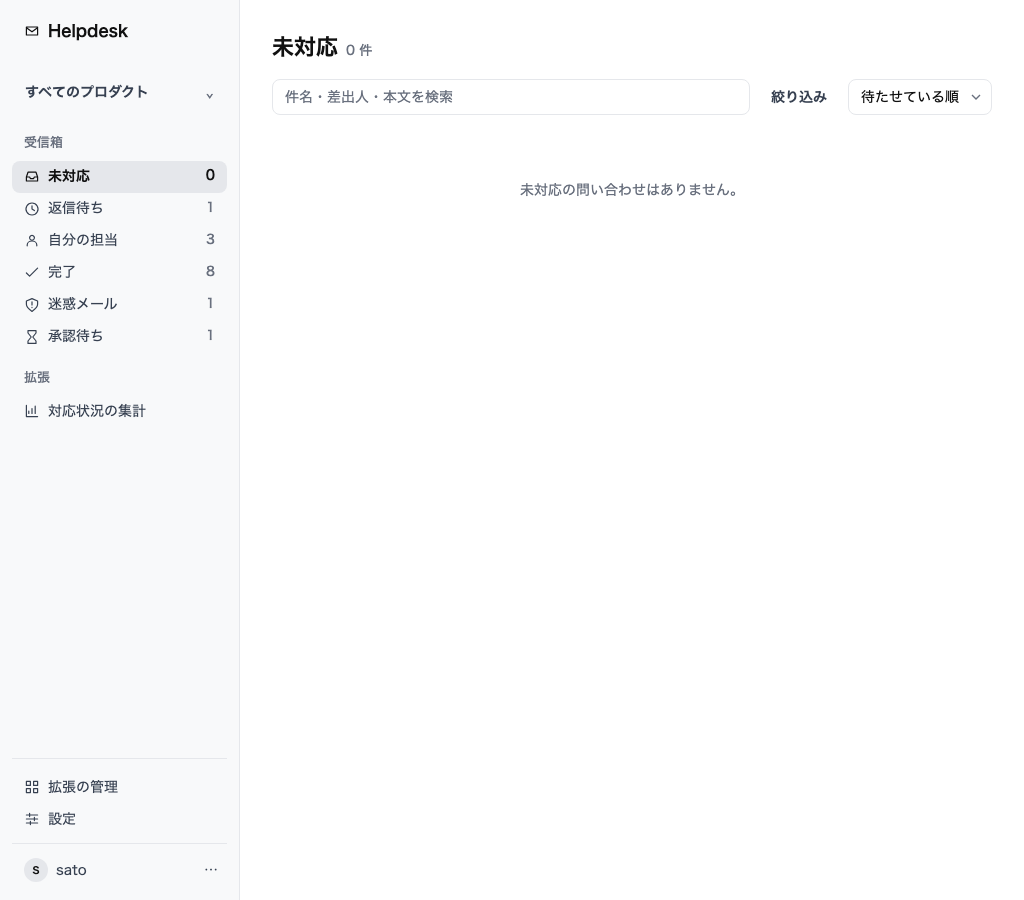 Helpdesk
すべてのプロダクト
受信箱
未対応 0
返信待ち 1
自分の担当 3
完了 8
迷惑メール 1
承認待ち 1
拡張
対応状況の集計
拡張の管理
設定
S sato
未対応 0 件
件名・差出人・本文を検索 絞り込み 待たせている順
未対応の問い合わせはありません。